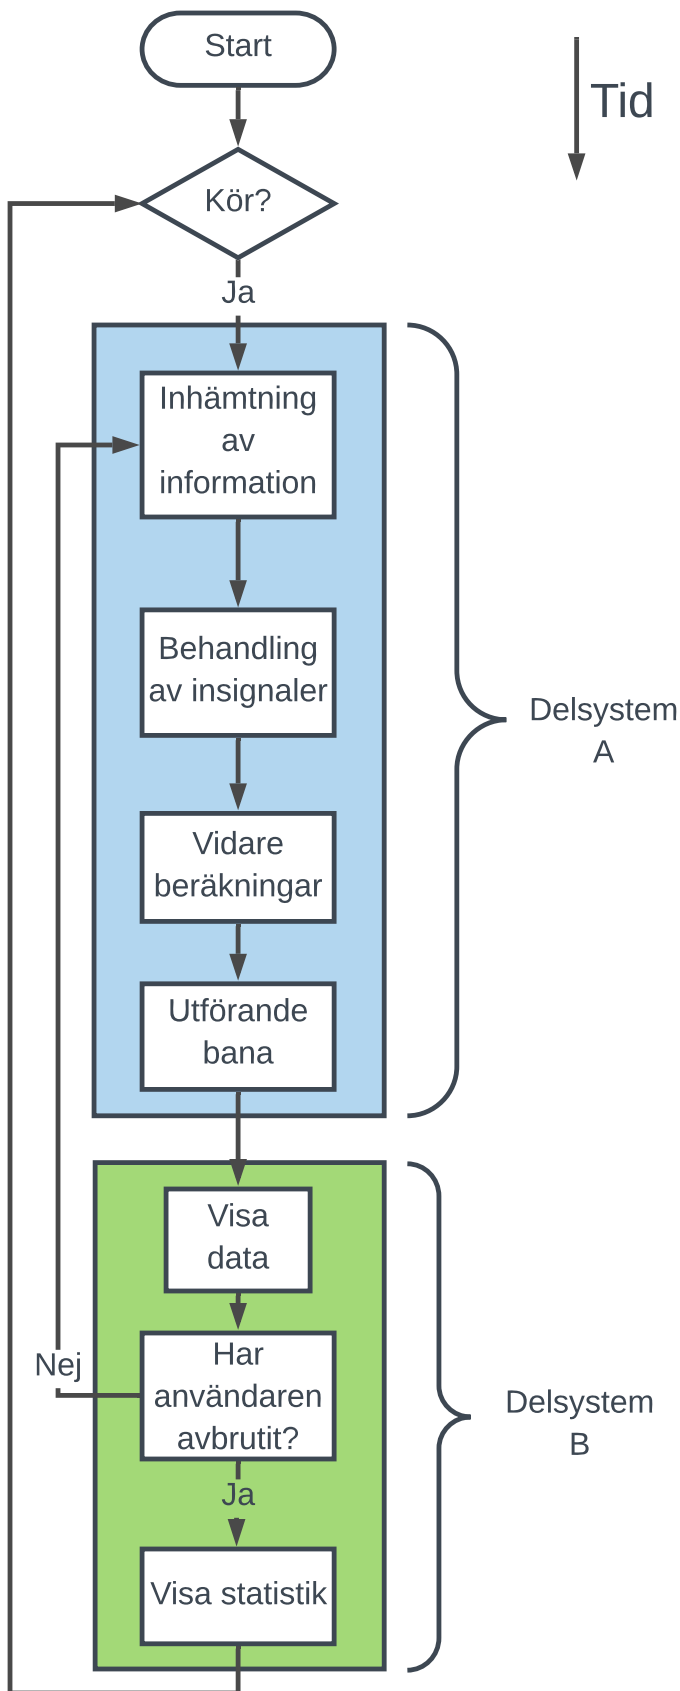 Start
Tid
Kör?
Ja
Inhämtning
av
information
Behandling
av insignaler
Delsystem
A
Vidare
beräkningar
Utförande
bana
Visa
data
Har
användaren
avbrutit?
Nej
Delsystem
B
Ja
Visa statistik